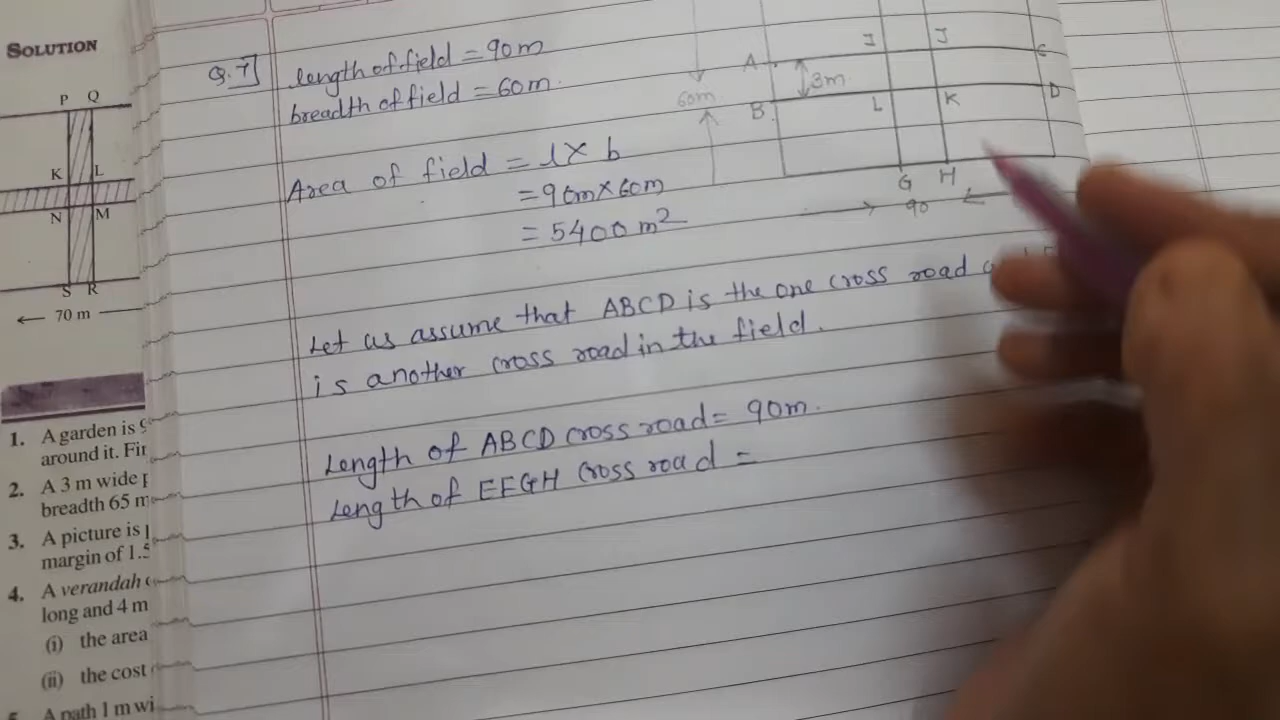 SOLUTION
P Q
K L
N M
S R
← 70 m
1. A garden is
around it.
2. A 3 m wide
breadth 65 m
3. A picture is
margin of 1.5
4. A verandah
long and 4 m
(i) the area
(ii) the cost
A path 1 m wi
Q.7] length of field = 90m
breadth of field = 60m.
Area of field = l × b
= 90m × 60m
= 5400 m²
Let us assume that ABCD is the one cross road
is another cross road in the field.
Length of ABCD cross road = 90m.
Length of EFGH cross road =
I J
A C
3m
60m
B L K D
G H
90